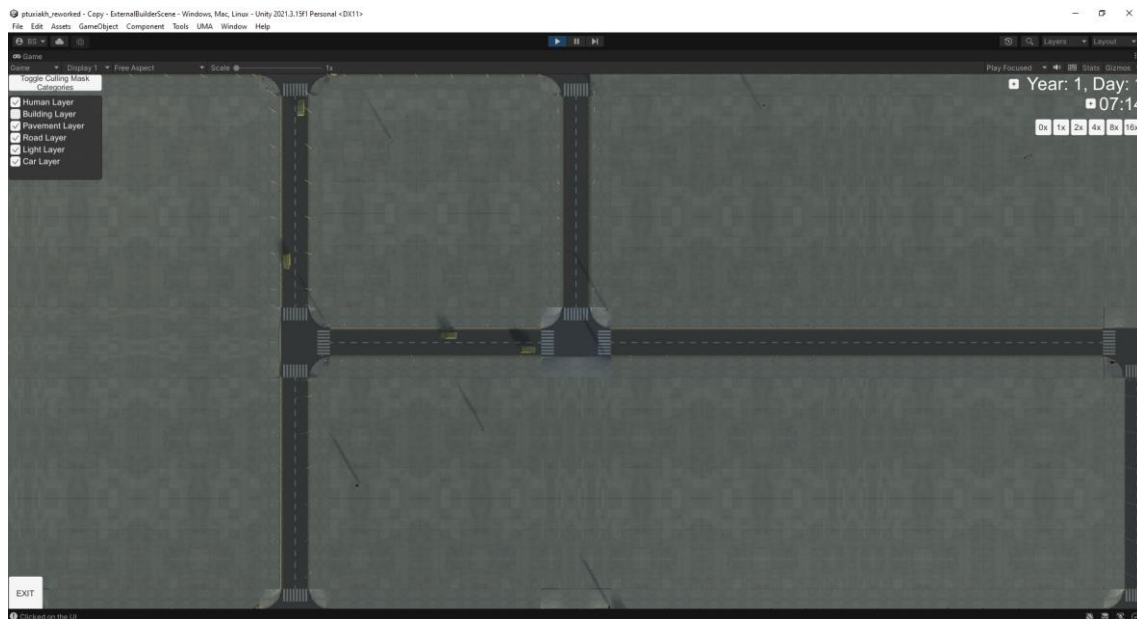 ptuxiakh_reworked - Copy - ExternalBuilderScene - Windows, Mac, Linux - Unity 2021.3.15f1 Personal <DX11>
File Edit Assets GameObject Component Tools UMA Window Help
BS Layers Layout
Game
Game Display 1 Free Aspect Scale 1x Play Focused Stats Gizmos
Toggle Culling Mask
Categories
Human Layer
Building Layer
Pavement Layer
Road Layer
Light Layer
Car Layer
Year: 1, Day: 1
07:14
0x 1x 2x 4x 8x 16x
EXIT
Clicked on the UI